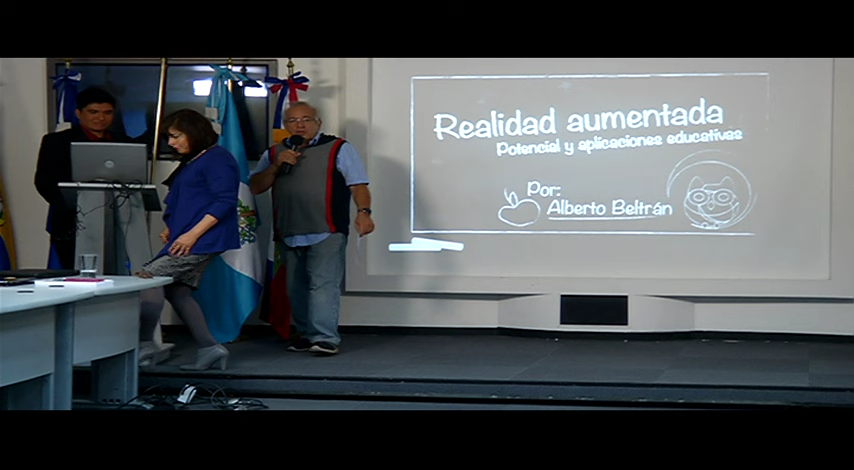 Realidad aumentada
Potencial y aplicaciones educativas
Por:
Alberto Beltrán